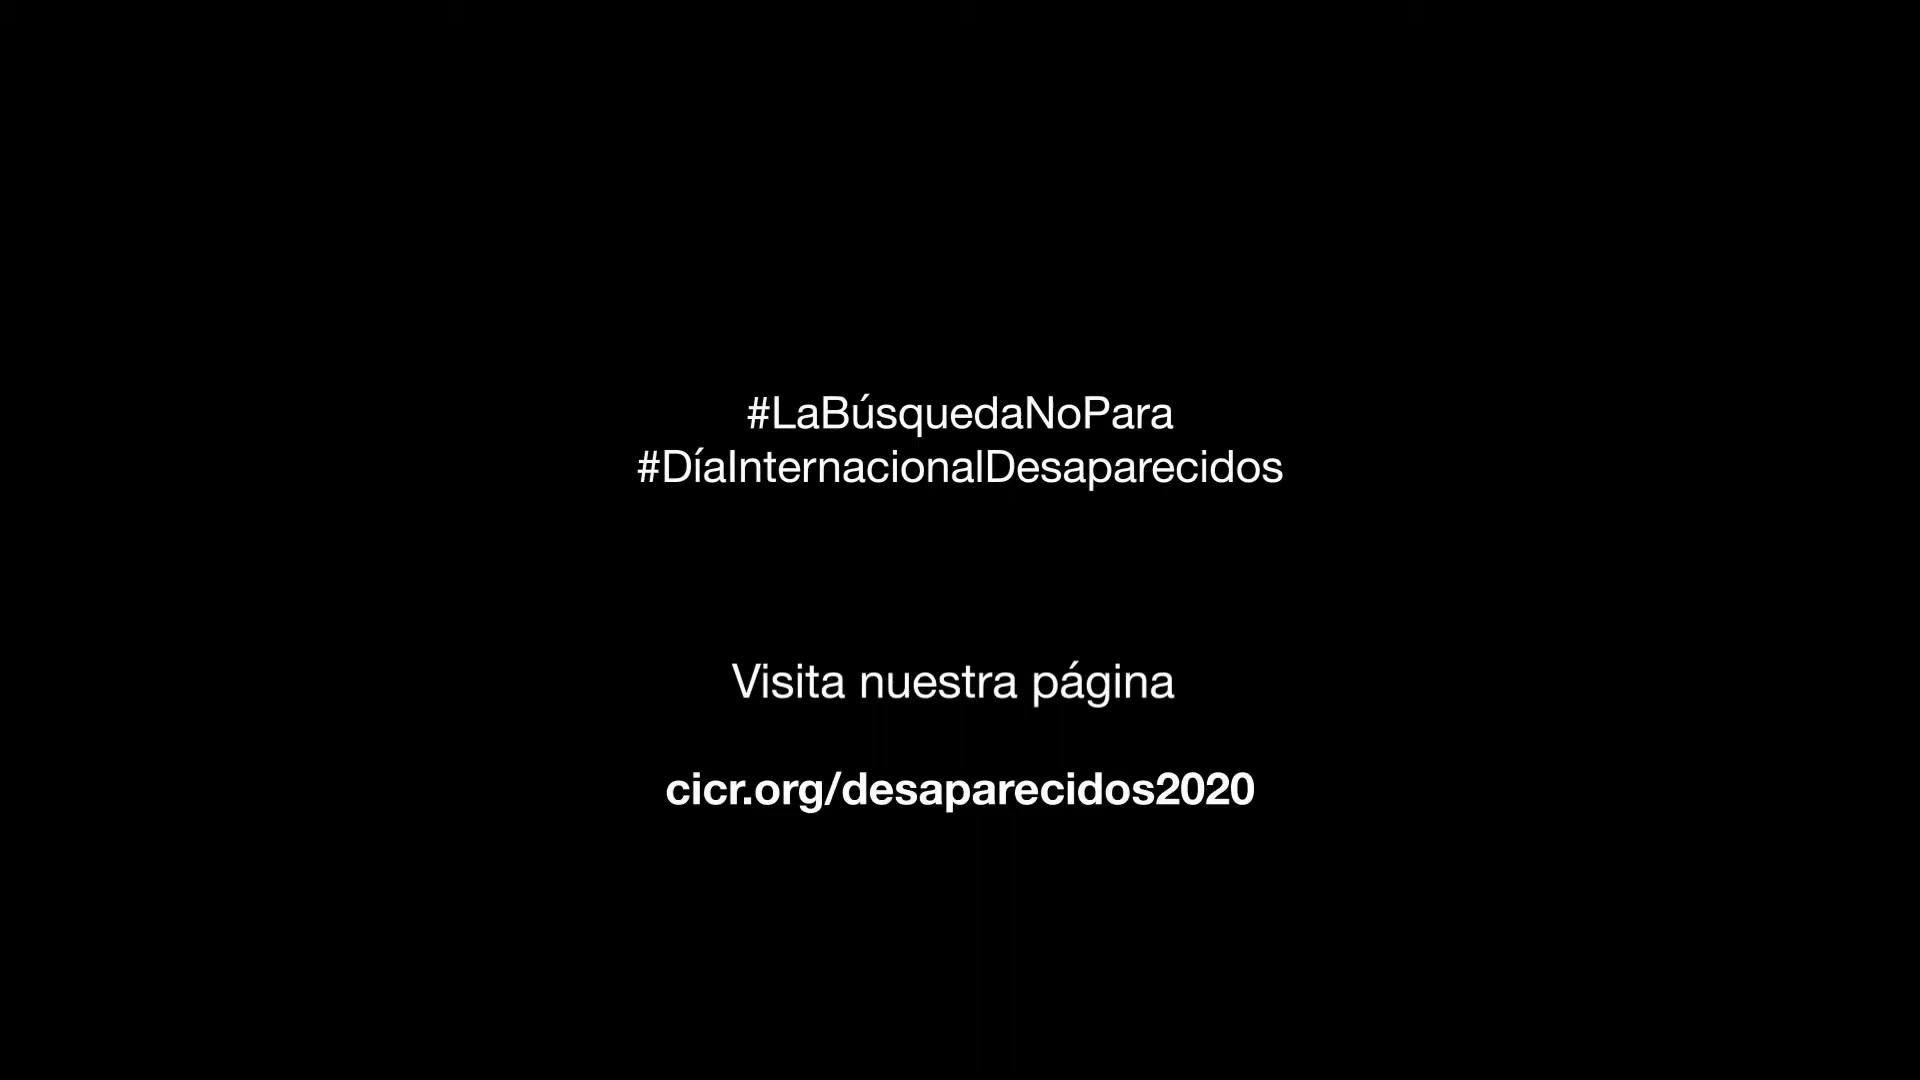 #LaBúsquedaNoPara
#DíaInternacionalDesaparecidos
Visita nuestra página
cicr.org/desaparecidos2020